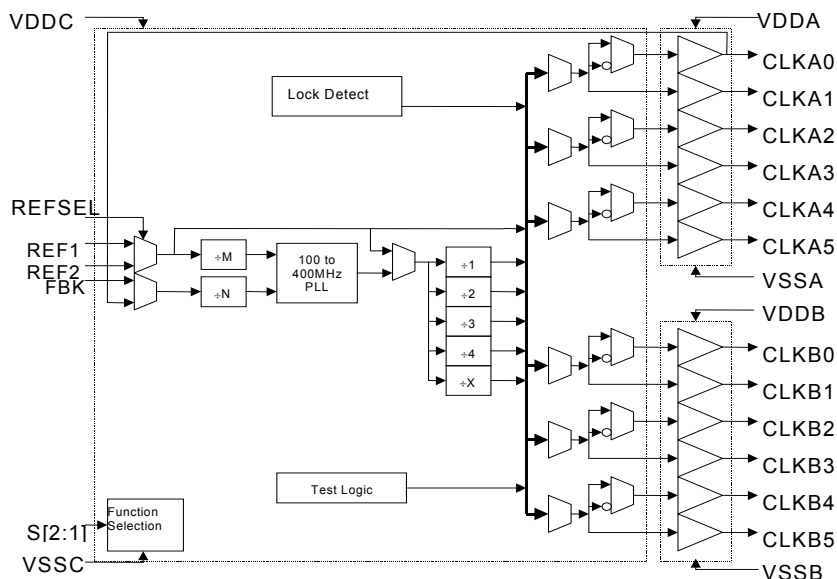 VDDC
VDDA
CLKA0
Lock Detect
CLKA1
CLKA2
CLKA3
REFSEL
CLKA4
REF1
÷M
100 to
400MHz
PLL
÷1
CLKA5
REF2
FBK
÷N
÷2
VSSA
÷3
VDDB
÷4
CLKB0
÷X
CLKB1
CLKB2
CLKB3
Test Logic
Function
Selection
CLKB4
S[2:1]
CLKB5
VSSC
VSSB